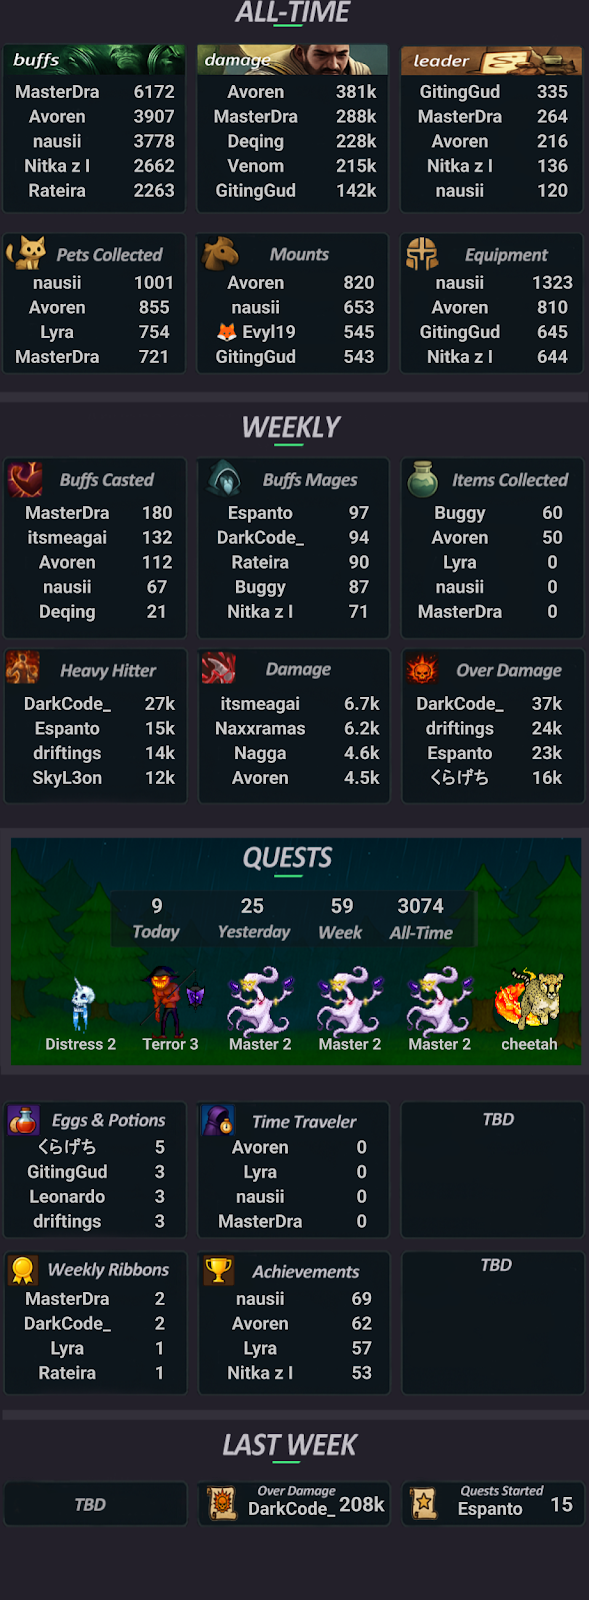 ALL-TIME
buffs
MasterDra 6172
Avoren 3907
nausii 3778
Nitka z l 2662
Rateira 2263
damage
Avoren 381k
MasterDra 288k
Deqing 228k
Venom 215k
GitingGud 142k
leader
GitingGud 335
MasterDra 264
Avoren 216
Nitka z l 136
nausii 120
Pets Collected
nausii 1001
Avoren 855
Lyra 754
MasterDra 721
Mounts
Avoren 820
nausii 653
🦊 Evyl19 545
GitingGud 543
Equipment
nausii 1323
Avoren 810
GitingGud 645
Nitka z l 644
WEEKLY
Buffs Casted
MasterDra 180
itsmeagai 132
Avoren 112
nausii 67
Deqing 21
Buffs Mages
Espanto 97
DarkCode_ 94
Rateira 90
Buggy 87
Nitka z l 71
Items Collected
Buggy 60
Avoren 50
Lyra 0
nausii 0
MasterDra 0
Heavy Hitter
DarkCode_ 27k
Espanto 15k
driftings 14k
SkyL3on 12k
Damage
itsmeagai 6.7k
Naxxramas 6.2k
Nagga 4.6k
Avoren 4.5k
Over Damage
DarkCode_ 37k
driftings 24k
Espanto 23k
くらげち 16k
QUESTS
9 25 59 3074
Today Yesterday Week All-Time
Distress 2 Terror 3 Master 2 Master 2 Master 2 cheetah
Eggs & Potions
くらげち 5
GitingGud 3
Leonardo 3
driftings 3
Time Traveler
Avoren 0
Lyra 0
nausii 0
MasterDra 0
TBD
Weekly Ribbons
MasterDra 2
DarkCode_ 2
Lyra 1
Rateira 1
Achievements
nausii 69
Avoren 62
Lyra 57
Nitka z l 53
TBD
LAST WEEK
TBD
Over Damage
DarkCode_ 208k
Quests Started
Espanto 15